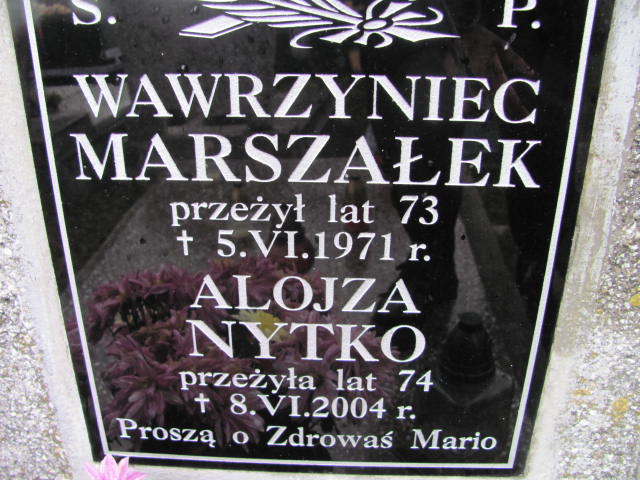 S. P.
WAWRZYNIEC
MARSZAŁEK
przeżył lat 73
† 5.VI.1971 r.
ALOJZA
NYTKO
przeżyła lat 74
† 8.VI.2004 r.
Proszą o Zdrowaś Mario